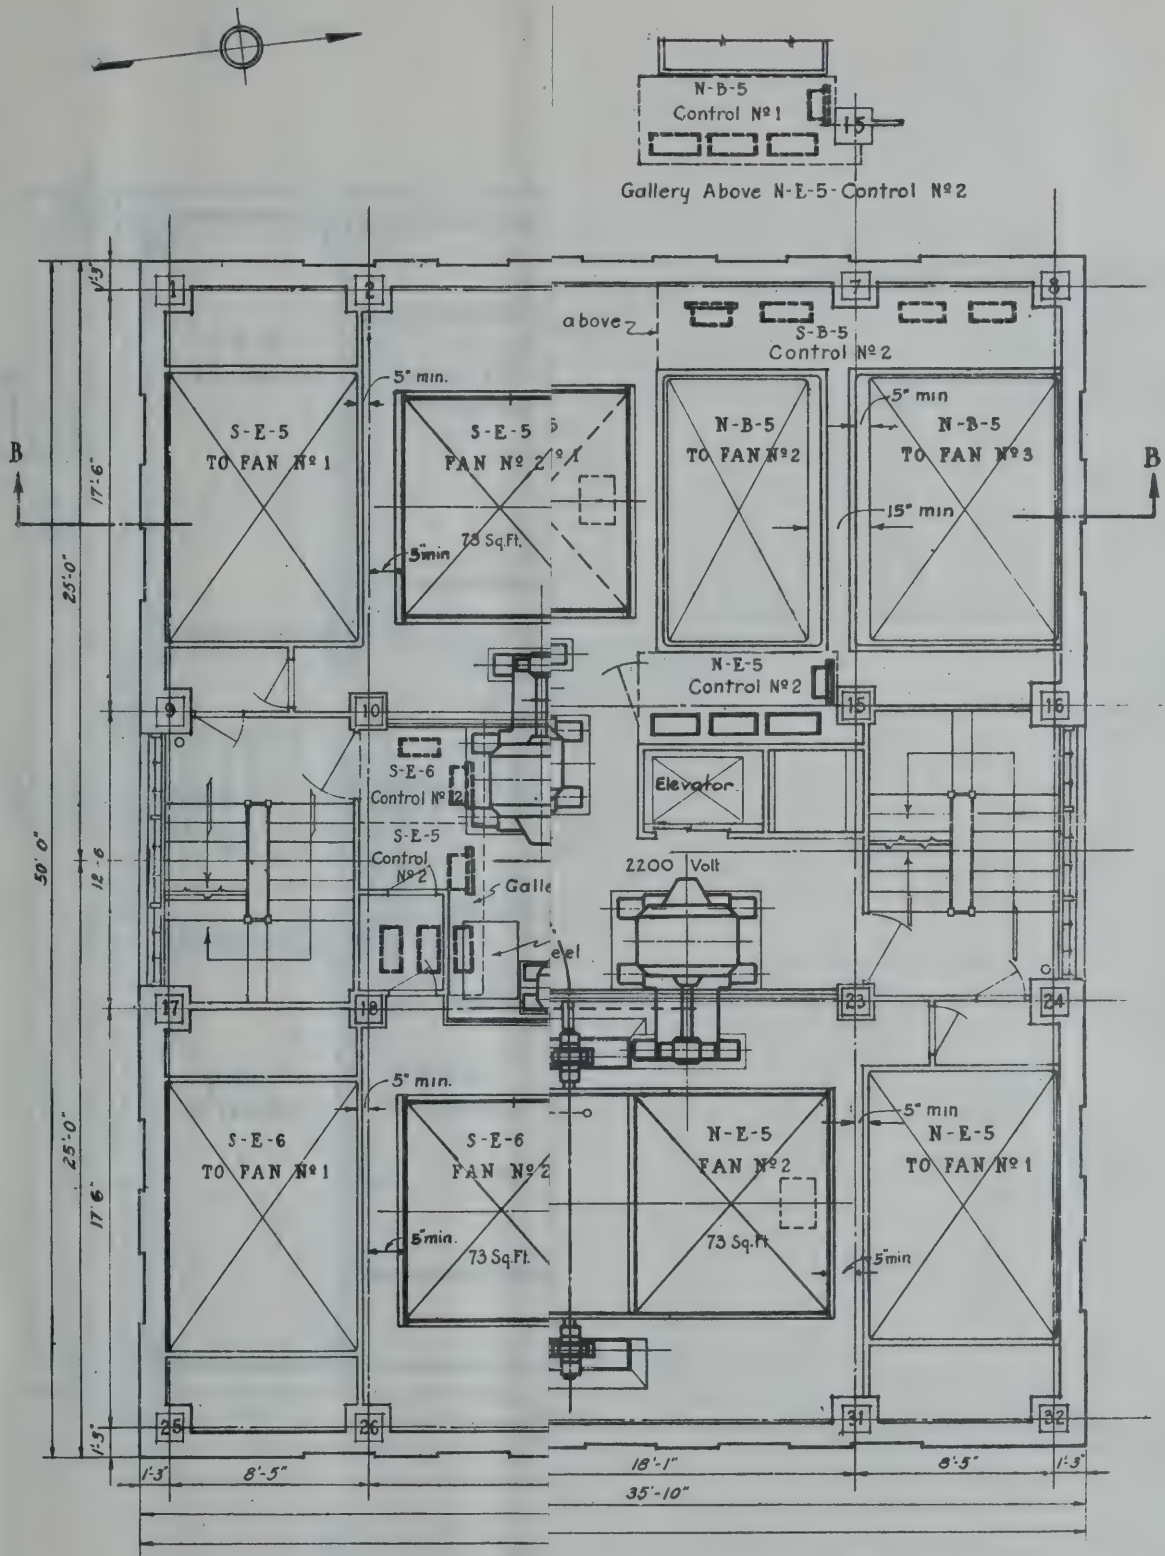 N-B-5
Control Nº1
15
Gallery Above N-E-5-Control Nº2
1
2
7
8
1'-3"
above
S-B-5
Control Nº2
5" min.
5" min
S-E-5
TO FAN Nº1
S-E-5
FAN Nº2
73 Sq.Ft.
5" min
N-B-5
TO FAN Nº2
N-B-5
TO FAN Nº3
15" min
B
B
17'-6"
25'-0"
50'0"
N-E-5
Control Nº2
9
10
15
16
S-E-6
Control Nº2
S-E-5
Control
Nº2
Elevator
2200 Volt
Galle
eel
12-6
17
18
23
24
5" min.
5" min
S-E-6
TO FAN Nº1
S-E-6
FAN Nº2
73 Sq.Ft.
5" min.
N-E-5
FAN Nº2
73 Sq.Ft
5" min
N-E-5
TO FAN Nº1
25'-0"
17'6"
25
26
31
32
1'-3"
1'-3"
8'-5"
18'-1"
8'-5"
1'-3"
35'-10"